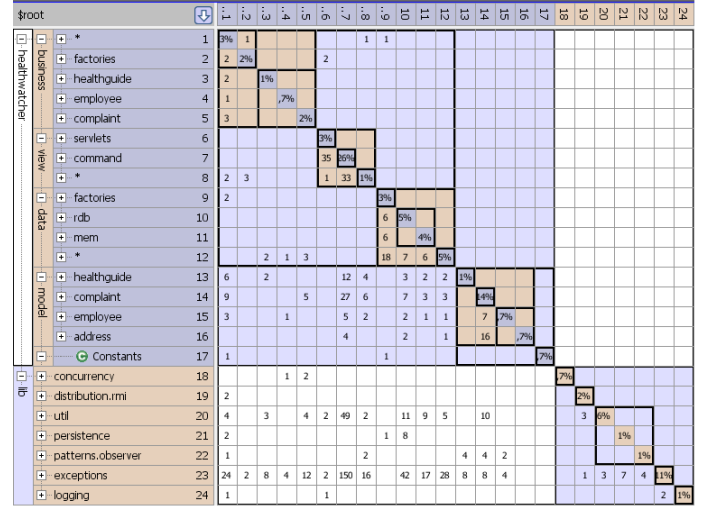 $root ..1 ..2 ..3 ..4 ..5 ..6 ..7 ..8 ..9 10 11 12 13 14 15 16 17 18 19 20 21 22 23 24
healthwatcher
business
* 1 3% 1 1 1
factories 2 2 2% 2
healthguide 3 2 1%
employee 4 1 ,7%
complaint 5 3 2%
view
servlets 6 3%
command 7 35 26%
* 8 2 3 1 33 1%
data
factories 9 2 3%
rdb 10 6 5%
mem 11 6 4%
* 12 2 1 3 18 7 6 5%
model
healthguide 13 6 2 12 4 3 2 2 1%
complaint 14 9 5 27 6 7 3 3 14%
employee 15 3 1 5 2 2 1 1 7 ,7%
address 16 4 2 1 16 ,7%
C Constants 17 1 1 ,7%
lib
concurrency 18 1 2 ,7%
distribution.rmi 19 2 2%
util 20 4 3 4 2 49 2 11 9 5 10 3 6%
persistence 21 2 1 8 1%
patterns.observer 22 1 2 4 4 2 1%
exceptions 23 24 2 8 4 12 2 150 16 42 17 28 8 8 4 1 3 7 4 11%
logging 24 1 1 2 1%